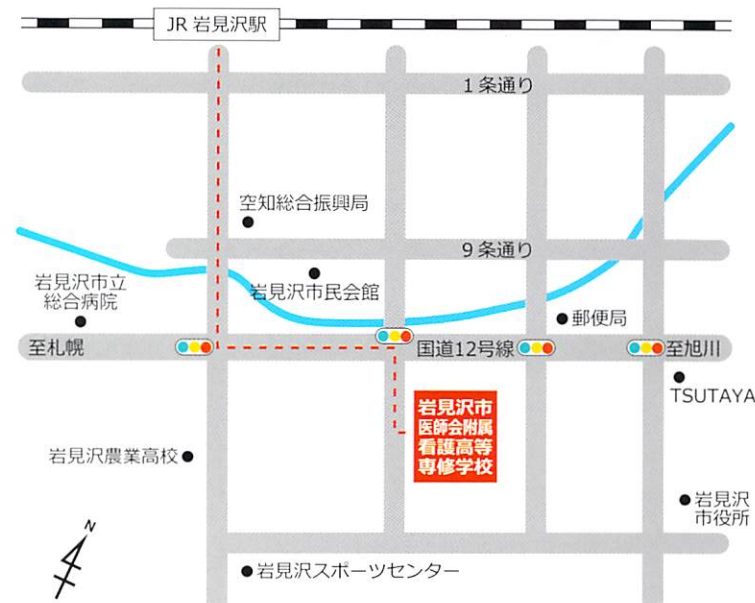 JR 岩見沢駅
1条通り
空知総合振興局
9条通り
岩見沢市立
総合病院
岩見沢市民会館
郵便局
至札幌
国道12号線
至旭川
TSUTAYA
岩見沢市
医師会附属
看護高等
専修学校
岩見沢農業高校
岩見沢
市役所
N
岩見沢スポーツセンター